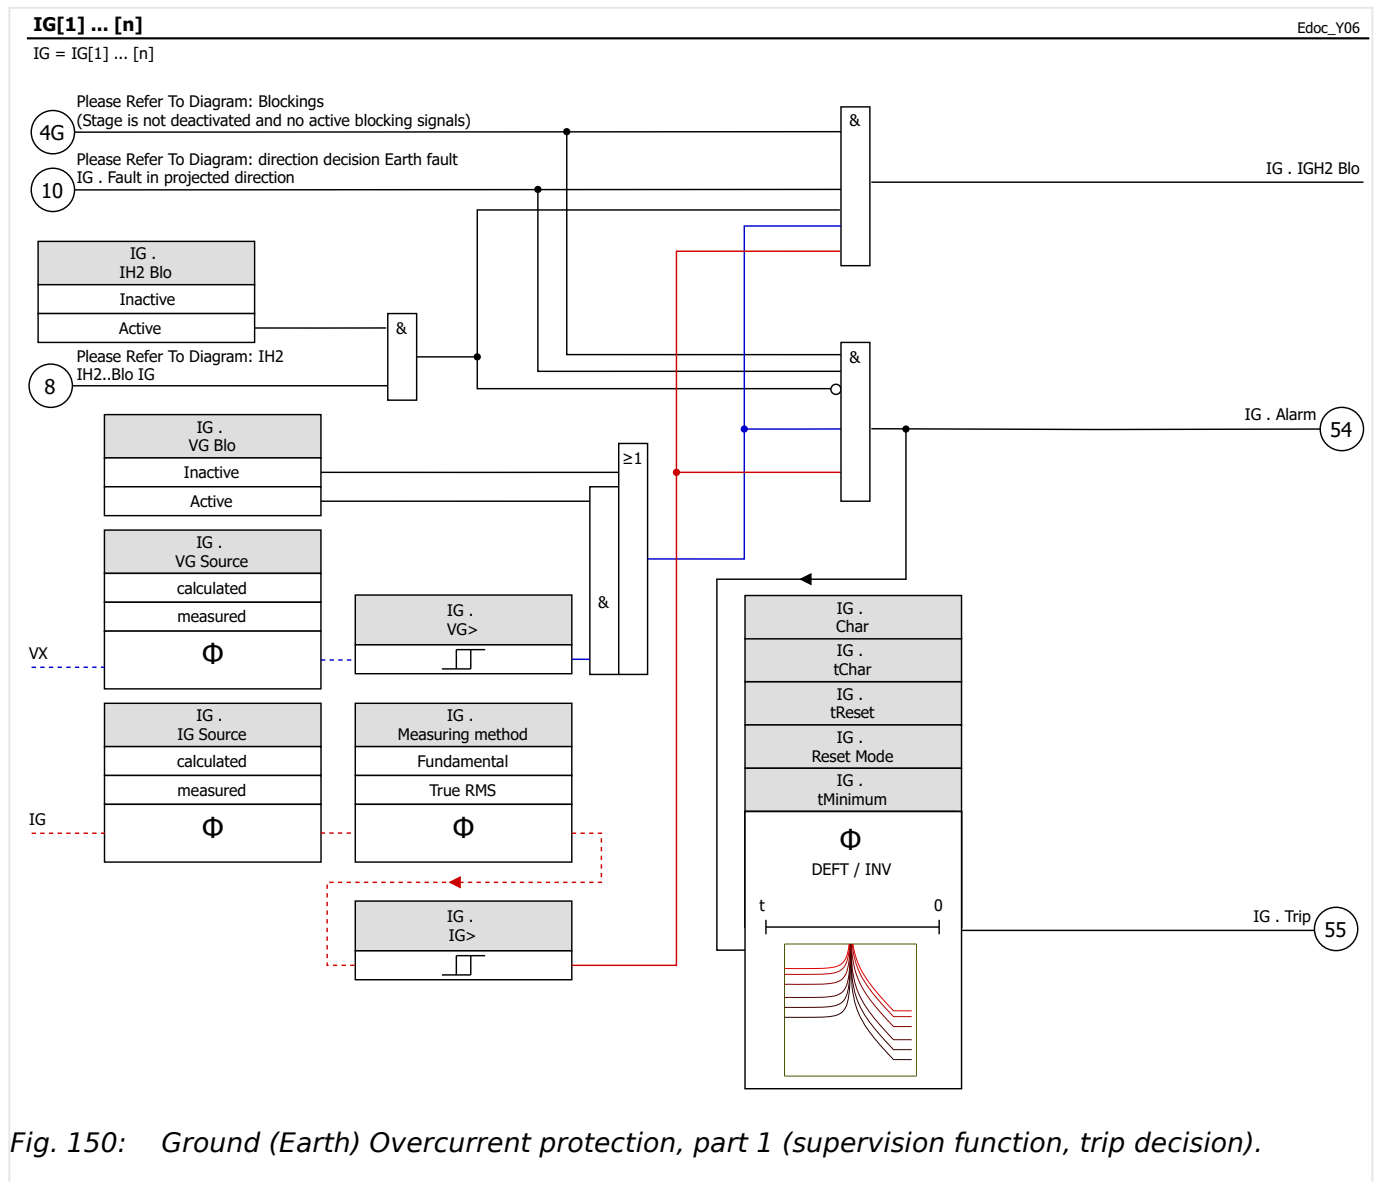 IG[1] ... [n]
Edoc_Y06
IG = IG[1] ... [n]
Please Refer To Diagram: Blockings
4G
(Stage is not deactivated and no active blocking signals)
&
Please Refer To Diagram: direction decision Earth fault
10
IG . Fault in projected direction
IG . IGH2 Blo
IG .
IH2 Blo
Inactive
Active
&
Please Refer To Diagram: IH2
8
IH2..Blo IG
&
IG . Alarm
54
IG .
VG Blo
Inactive
Active
≥1
&
IG .
VG Source
calculated
measured
Φ
VX
IG .
VG>
IG .
IG Source
calculated
measured
Φ
IG
IG .
Measuring method
Fundamental
True RMS
Φ
IG .
IG>
IG .
Char
IG .
tChar
IG .
tReset
IG .
Reset Mode
IG .
tMinimum
Φ
DEFT / INV
t
0
IG . Trip
55
Fig. 150: Ground (Earth) Overcurrent protection, part 1 (supervision function, trip decision).